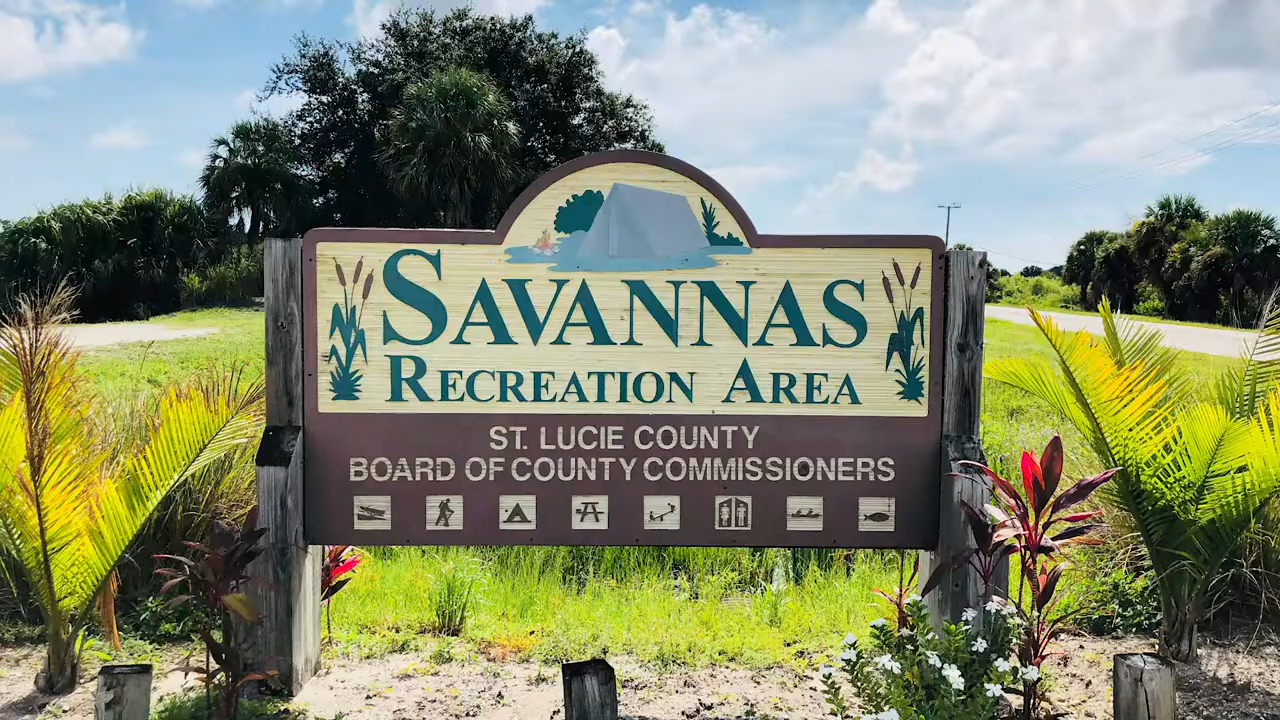 SAVANNAS
RECREATION AREA
ST. LUCIE COUNTY
BOARD OF COUNTY COMMISSIONERS